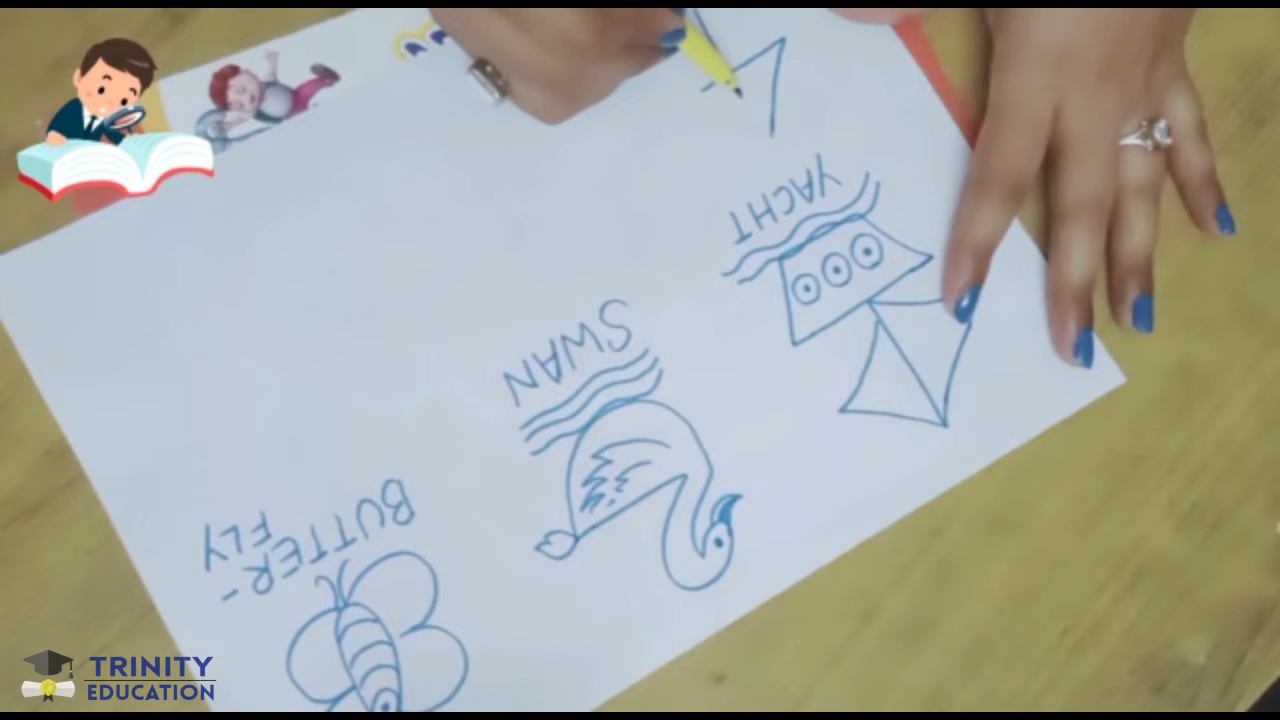 YACHT
SWAN
BUTTER-
FLY
TRINITY
EDUCATION